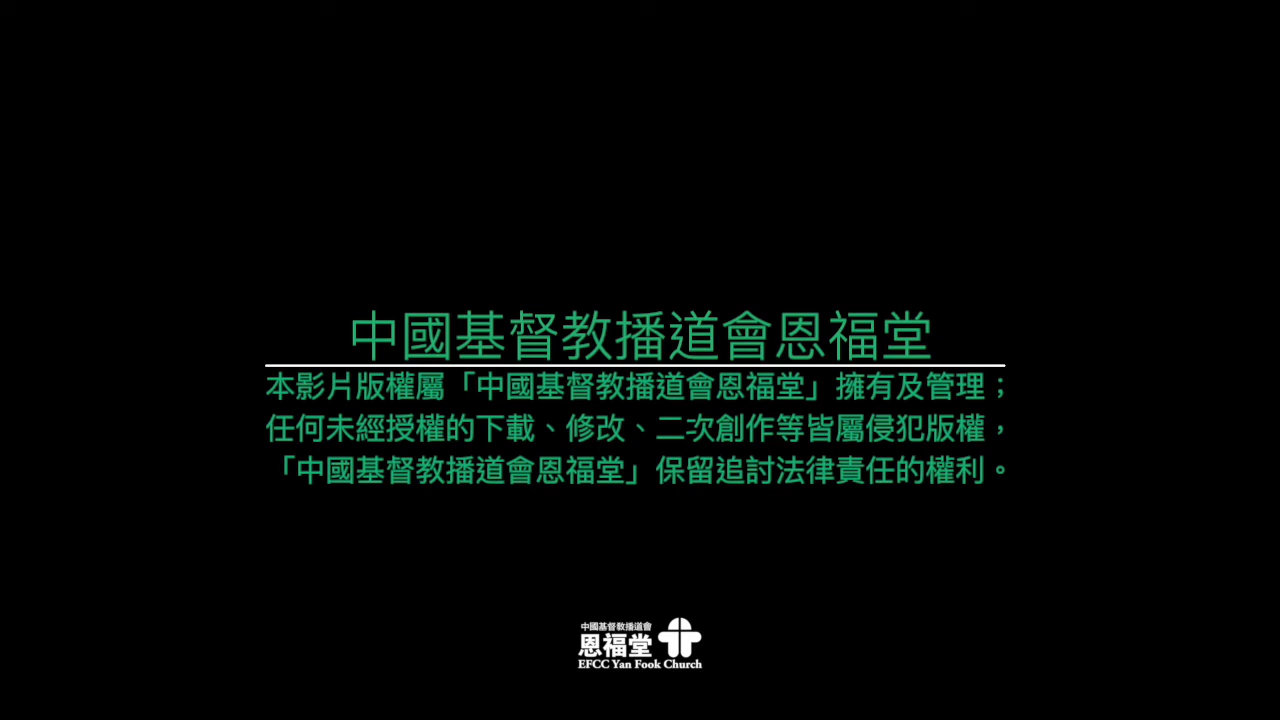 中國基督教播道會恩福堂
本影片版權屬「中國基督教播道會恩福堂」擁有及管理；
任何未經授權的下載、修改、二次創作等皆屬侵犯版權，
「中國基督教播道會恩福堂」保留追討法律責任的權利。
中國基督教播道會
恩福堂
EFCC Yan Fook Church